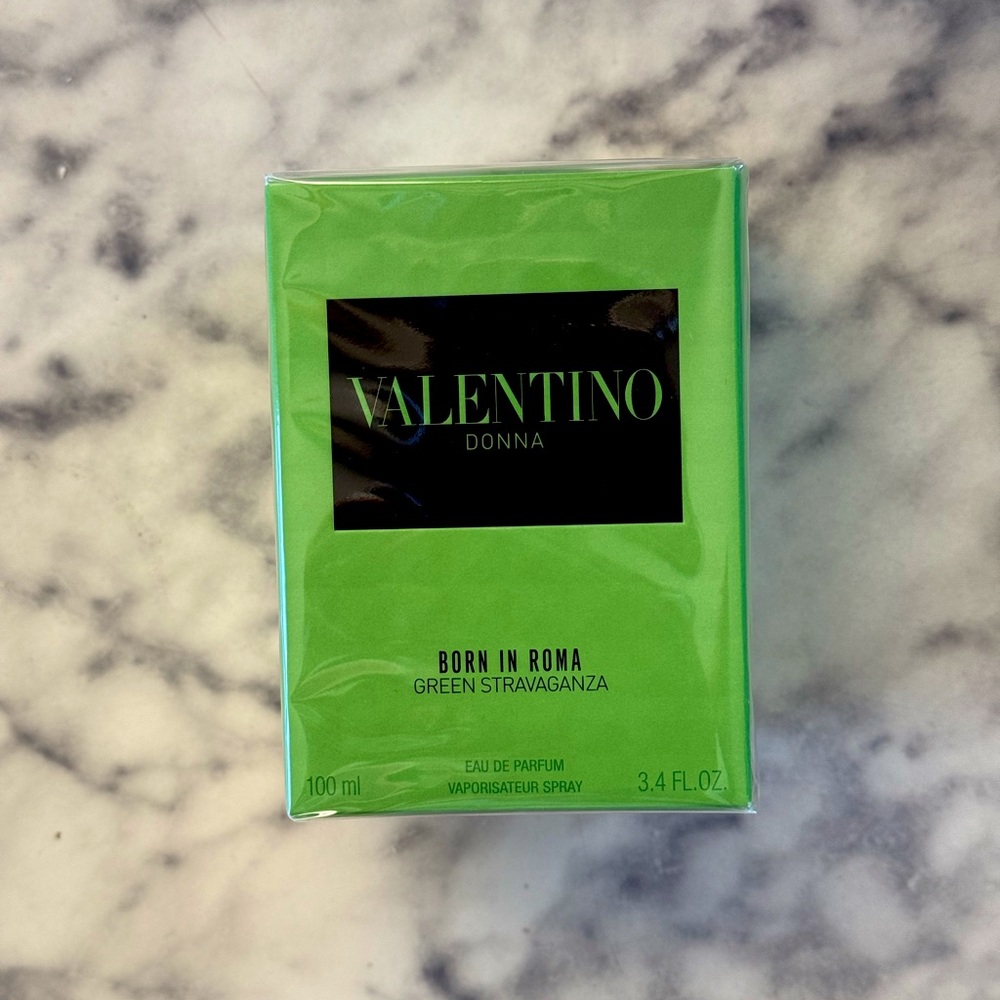 VALENTINO
DONNA
BORN IN ROMA
GREEN STRAVAGANZA
EAU DE PARFUM
100 ml VAPORISATEUR SPRAY 3.4 FL.OZ.